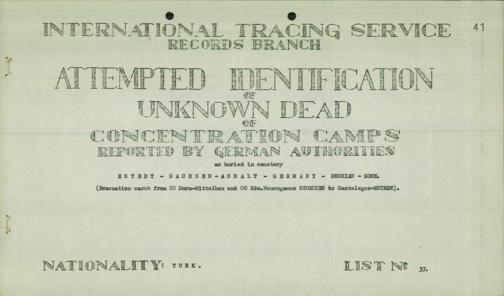 41
INTERNATIONAL TRACING SERVICE
RECORDS BRANCH
ATTEMPTED IDENTIFICATION
OF
UNKNOWN DEAD
OF
CONCENTRATION CAMPS
REPORTED BY GERMAN AUTHORITIES
as buried in cemetery
ESTEDT - SACHSEN-ANHALT - GERMANY - RUSSIAN - ZONE.
(Evacuation march from CC Dora-Mittelbau and CC Kdo.Neuengamme STOECKEN to Gardelegen-ESTEDT).
NATIONALITY: TURK.
LIST Nº 37.